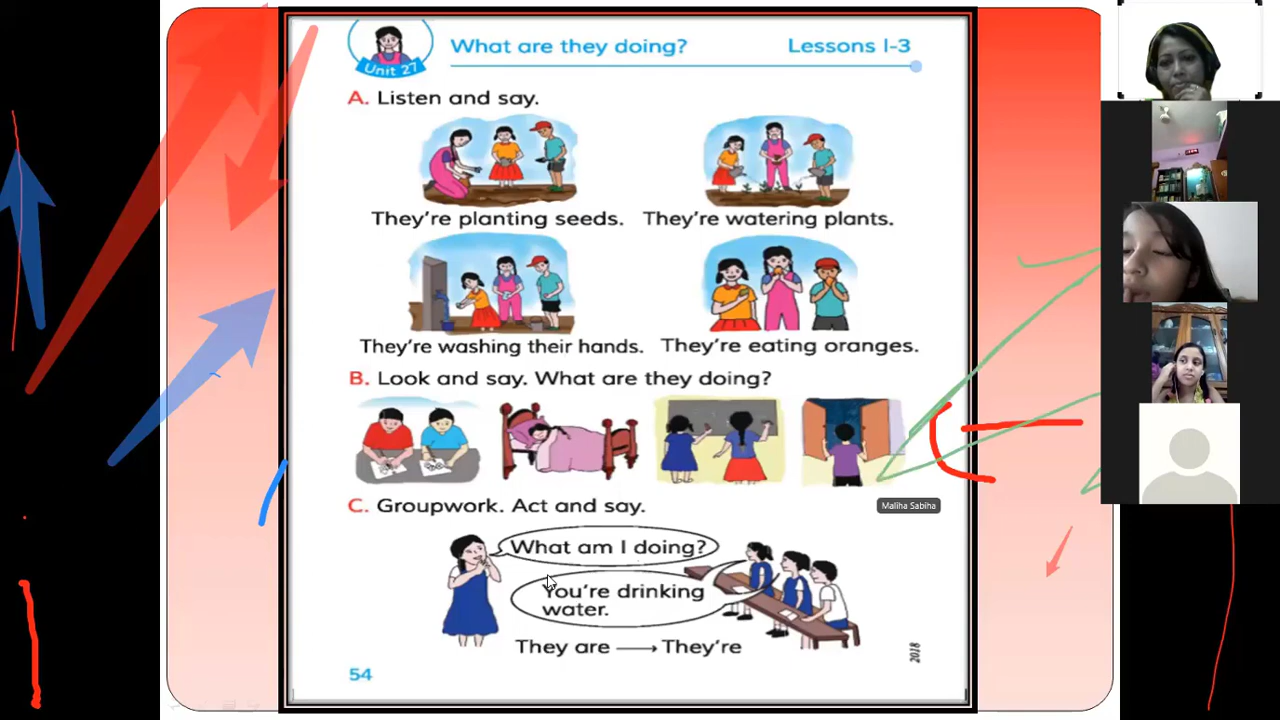 What are they doing? Lessons 1-3
Unit 27
A. Listen and say.
They're planting seeds. They're watering plants.
They're washing their hands. They're eating oranges.
B. Look and say. What are they doing?
C. Groupwork. Act and say.
Maliha Sabiha
What am I doing?
You're drinking
water.
They are → They're
2018
54